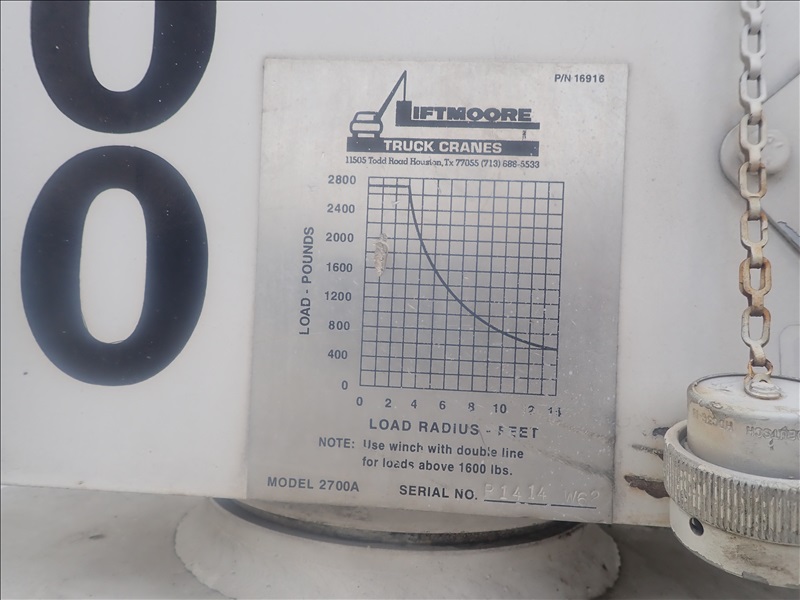 0
0
P/N 16916
LIFTMOORE
TRUCK CRANES
11505 Todd Road Houston, Tx 77055 (713) 688-5533
2800
2400
2000
1600
1200
800
400
0
LOAD - POUNDS
0 2 4 6 8 10
LOAD RADIUS - FEET
NOTE: Use winch with double line
for loads above 1600 lbs.
MODEL 2700A
SERIAL NO.